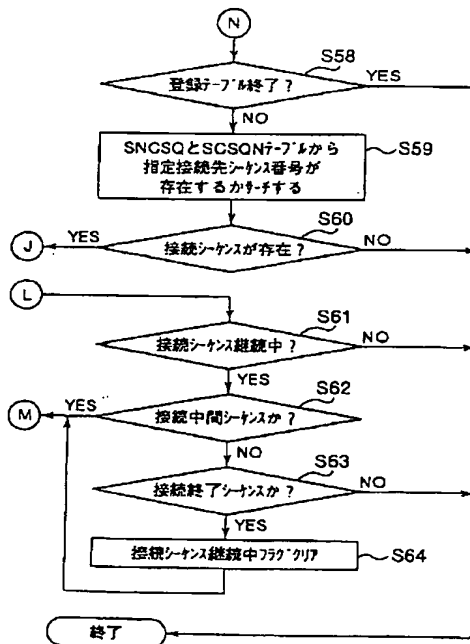 N
S58
登録テーブル終了？
YES
NO
SNCSQとSCSQNテーブルから
指定接続先シーケンス番号が
存在するかサーチする
S59
S60
J
YES
接続シーケンスが存在？
NO
L
S61
接続シーケンス継続中？
NO
YES
S62
M
YES
接続中間シーケンスか？
NO
S63
接続終了シーケンスか？
NO
YES
接続シーケンス継続中フラグクリア
S64
終了